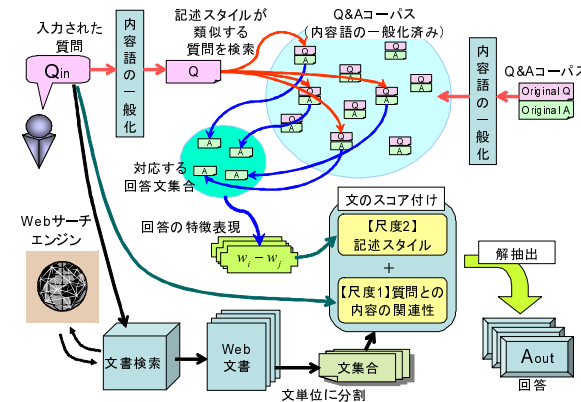 入力された
質問
Qin
内容語の一般化
記述スタイルが
類似する
質問を検索
Q
Q&Aコーパス
(内容語の一般化済み)
Q
A
Q
A
Q
A
Q
A
Q
A
Q
A
Q
A
Q
A
Q
A
内容語の一般化
Q&Aコーパス
Original Q
Original A
対応する
回答文集合
A
A
A
A
回答の特徴表現
wi − wj
文のスコア付け
【尺度2】
記述スタイル
+
【尺度1】質問との
内容の関連性
解抽出
Aout
回答
Webサーチ
エンジン
文書検索
Web
文書
文単位に分割
文集合